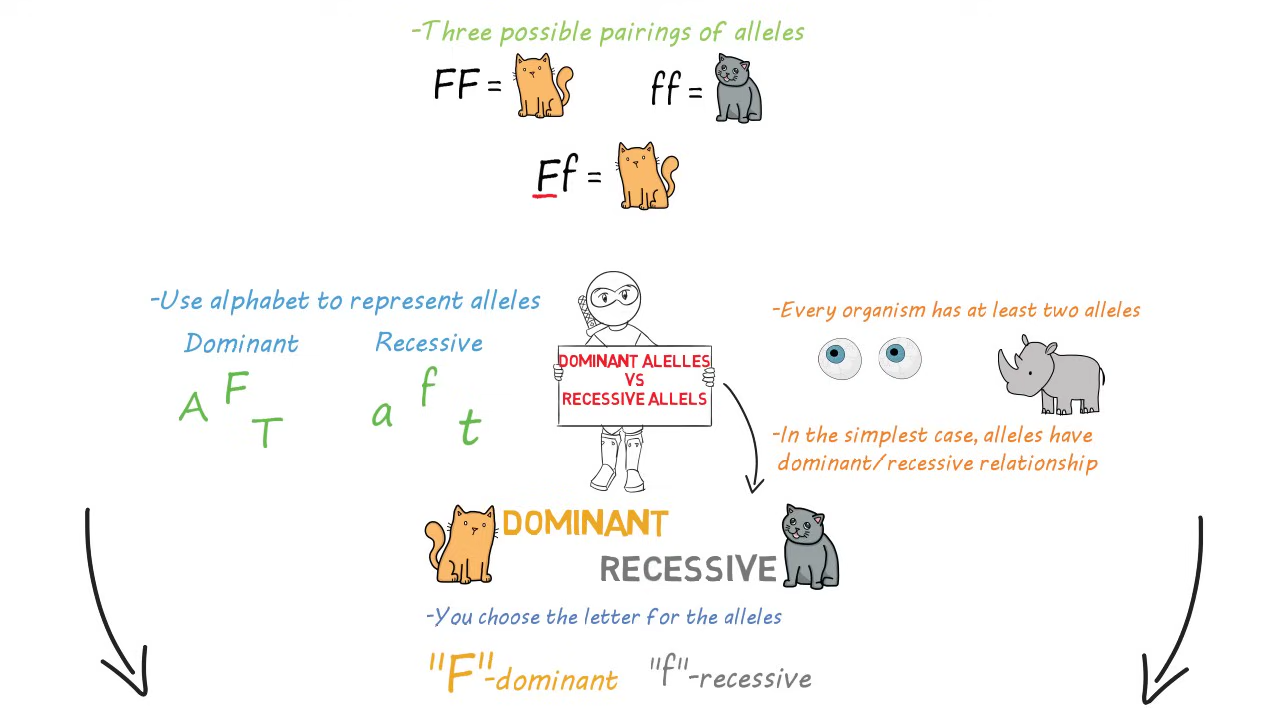 -Three possible pairings of alleles
FF = ff =
Ff =
-Use alphabet to represent alleles
Dominant Recessive
A F T a f t
DOMINANT ALELLES
VS
RECESSIVE ALLELS
-Every organism has at least two alleles
-In the simplest case, alleles have
dominant/recessive relationship
DOMINANT
RECESSIVE
-You choose the letter for the alleles
"F"-dominant "f"-recessive